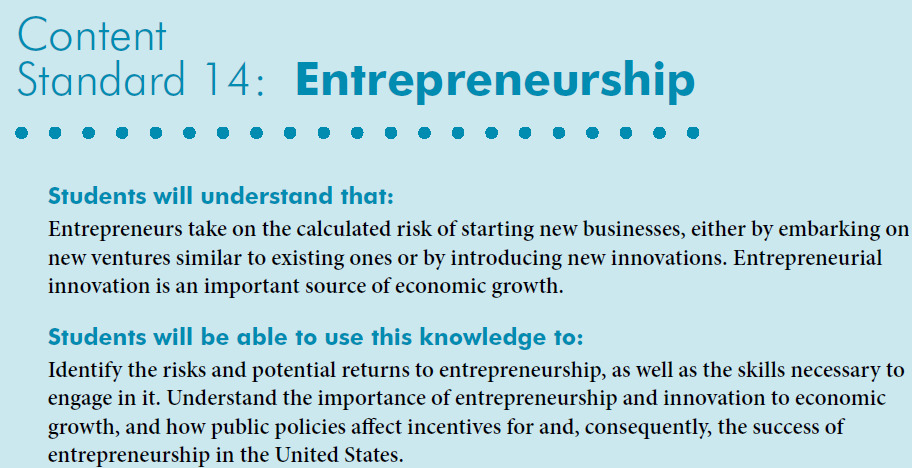 Content
Standard 14: Entrepreneurship
Students will understand that:
Entrepreneurs take on the calculated risk of starting new businesses, either by embarking on
new ventures similar to existing ones or by introducing new innovations. Entrepreneurial
innovation is an important source of economic growth.
Students will be able to use this knowledge to:
Identify the risks and potential returns to entrepreneurship, as well as the skills necessary to
engage in it. Understand the importance of entrepreneurship and innovation to economic
growth, and how public policies affect incentives for and, consequently, the success of
entrepreneurship in the United States.